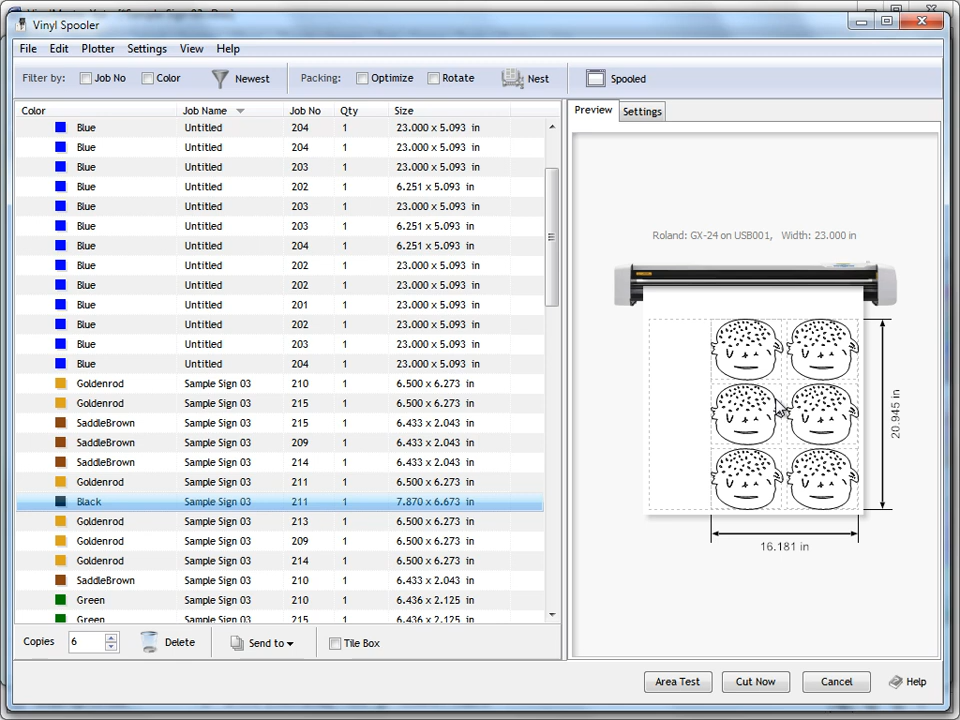 Vinyl Spooler
File Edit Plotter Settings View Help
Filter by: Job No Color Newest Packing: Optimize Rotate Nest Spooled
Color Job Name Job No Qty Size
Preview Settings
Blue Untitled 204 1 23.000 x 5.093 in
Blue Untitled 204 1 23.000 x 5.093 in
Blue Untitled 203 1 23.000 x 5.093 in
Blue Untitled 202 1 6.251 x 5.093 in
Blue Untitled 203 1 23.000 x 5.093 in
Blue Untitled 203 1 6.251 x 5.093 in
Blue Untitled 204 1 6.251 x 5.093 in
Blue Untitled 202 1 23.000 x 5.093 in
Blue Untitled 202 1 23.000 x 5.093 in
Blue Untitled 201 1 23.000 x 5.093 in
Blue Untitled 202 1 23.000 x 5.093 in
Blue Untitled 203 1 23.000 x 5.093 in
Blue Untitled 204 1 23.000 x 5.093 in
Goldenrod Sample Sign 03 210 1 6.500 x 6.273 in
Goldenrod Sample Sign 03 215 1 6.500 x 6.273 in
SaddleBrown Sample Sign 03 215 1 6.433 x 2.043 in
SaddleBrown Sample Sign 03 209 1 6.433 x 2.043 in
SaddleBrown Sample Sign 03 214 1 6.433 x 2.043 in
Goldenrod Sample Sign 03 211 1 6.500 x 6.273 in
Black Sample Sign 03 211 1 7.870 x 6.673 in
Goldenrod Sample Sign 03 213 1 6.500 x 6.273 in
Goldenrod Sample Sign 03 209 1 6.500 x 6.273 in
Goldenrod Sample Sign 03 214 1 6.500 x 6.273 in
SaddleBrown Sample Sign 03 210 1 6.433 x 2.043 in
Green Sample Sign 03 210 1 6.436 x 2.125 in
Green Sample Sign 03 215 1 6.436 x 2.125 in
Roland: GX-24 on USB001, Width: 23.000 in
20.945 in
16.181 in
Copies 6 Delete Send to Tile Box
Area Test Cut Now Cancel Help